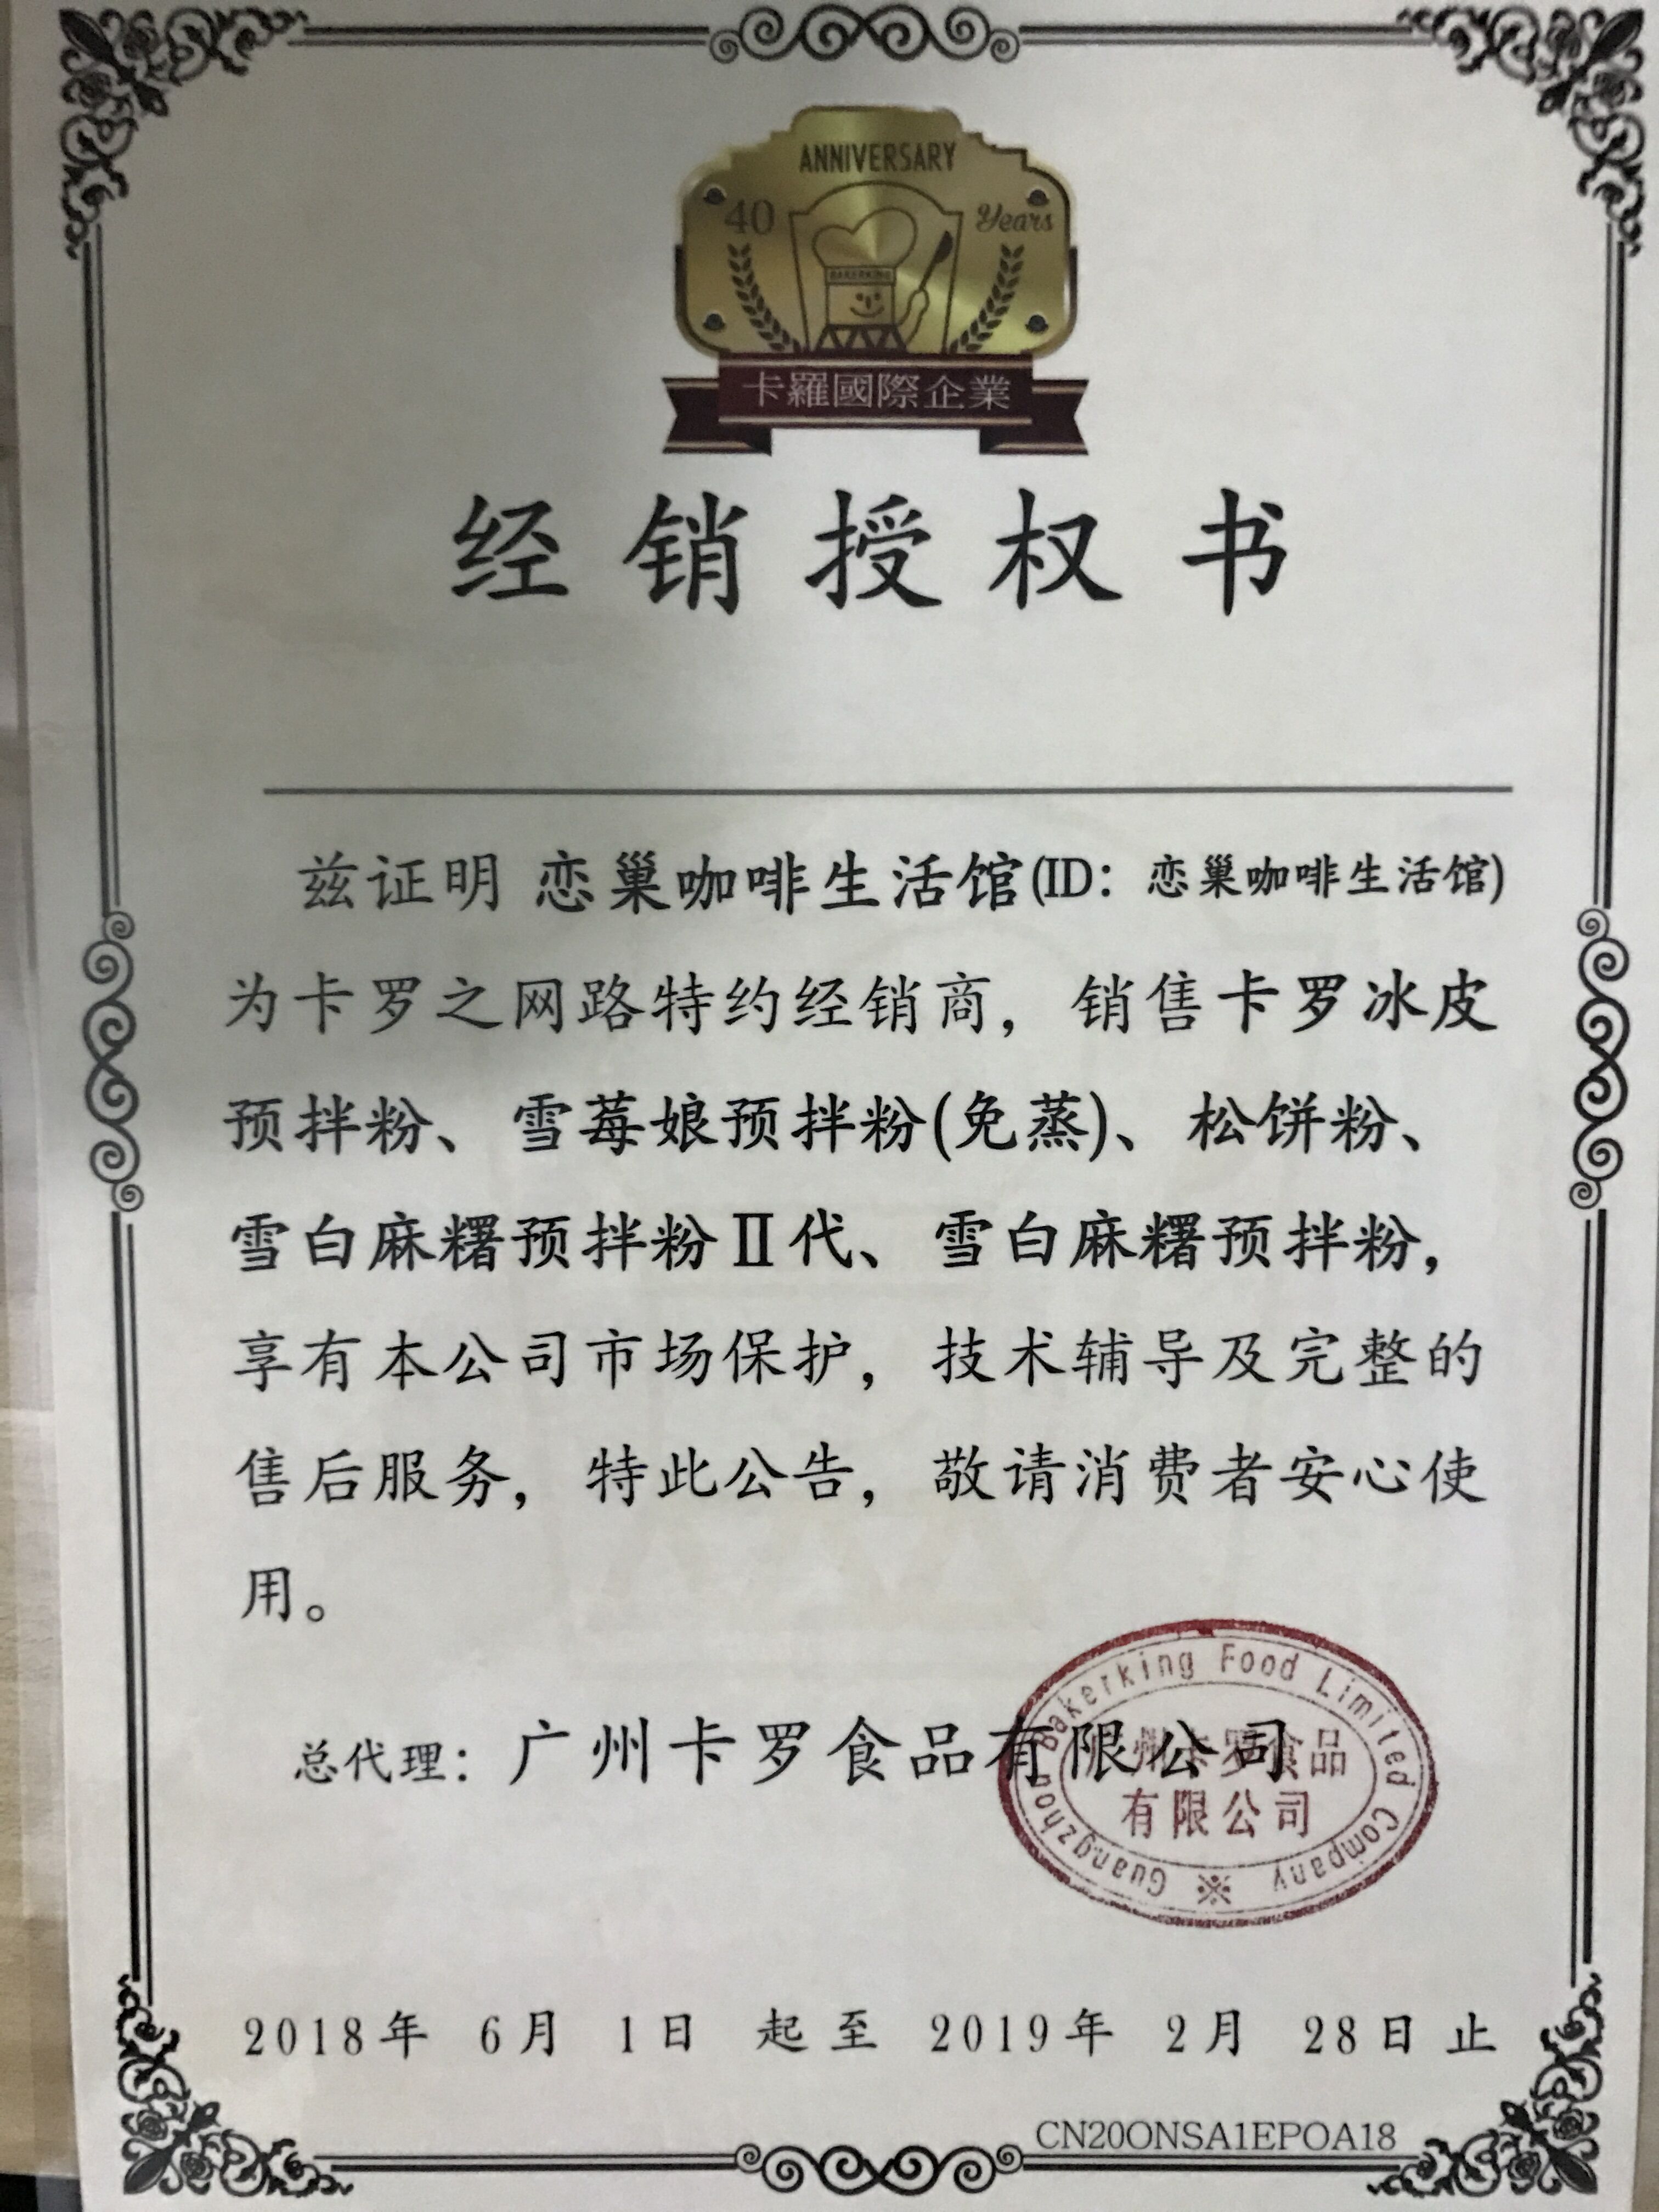 ANNIVERSARY
40 Years
BAKERKING
卡羅國際企業
经销授权书
兹证明 恋巢咖啡生活馆(ID：恋巢咖啡生活馆)
为卡罗之网路特约经销商，销售卡罗冰皮
预拌粉、雪莓娘预拌粉(免蒸)、松饼粉、
雪白麻糬预拌粉Ⅱ代、雪白麻糬预拌粉，
享有本公司市场保护，技术辅导及完整的
售后服务，特此公告，敬请消费者安心使
用。
总代理：广州卡罗食品有限公司
Guangzhou Bakerking Food Limited Company ※
广州卡罗食品
有限公司
2018年 6月 1日 起至 2019年 2月 28日 止
CN20ONSA1EPOA18